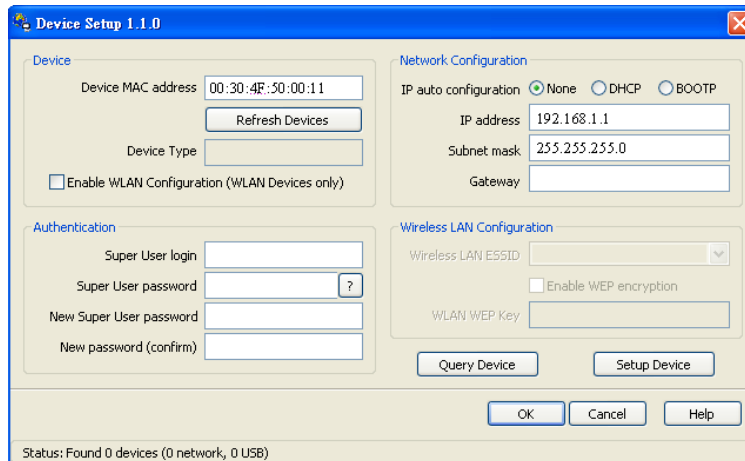 Device Setup 1.1.0
Device
Device MAC address 00:30:4F:50:00:11
Refresh Devices
Device Type
Enable WLAN Configuration (WLAN Devices only)
Network Configuration
IP auto configuration None DHCP BOOTP
IP address 192.168.1.1
Subnet mask 255.255.255.0
Gateway
Authentication
Super User login
Super User password ?
New Super User password
New password (confirm)
Wireless LAN Configuration
Wireless LAN ESSID
Enable WEP encryption
WLAN WEP Key
Query Device Setup Device
OK Cancel Help
Status: Found 0 devices (0 network, 0 USB)